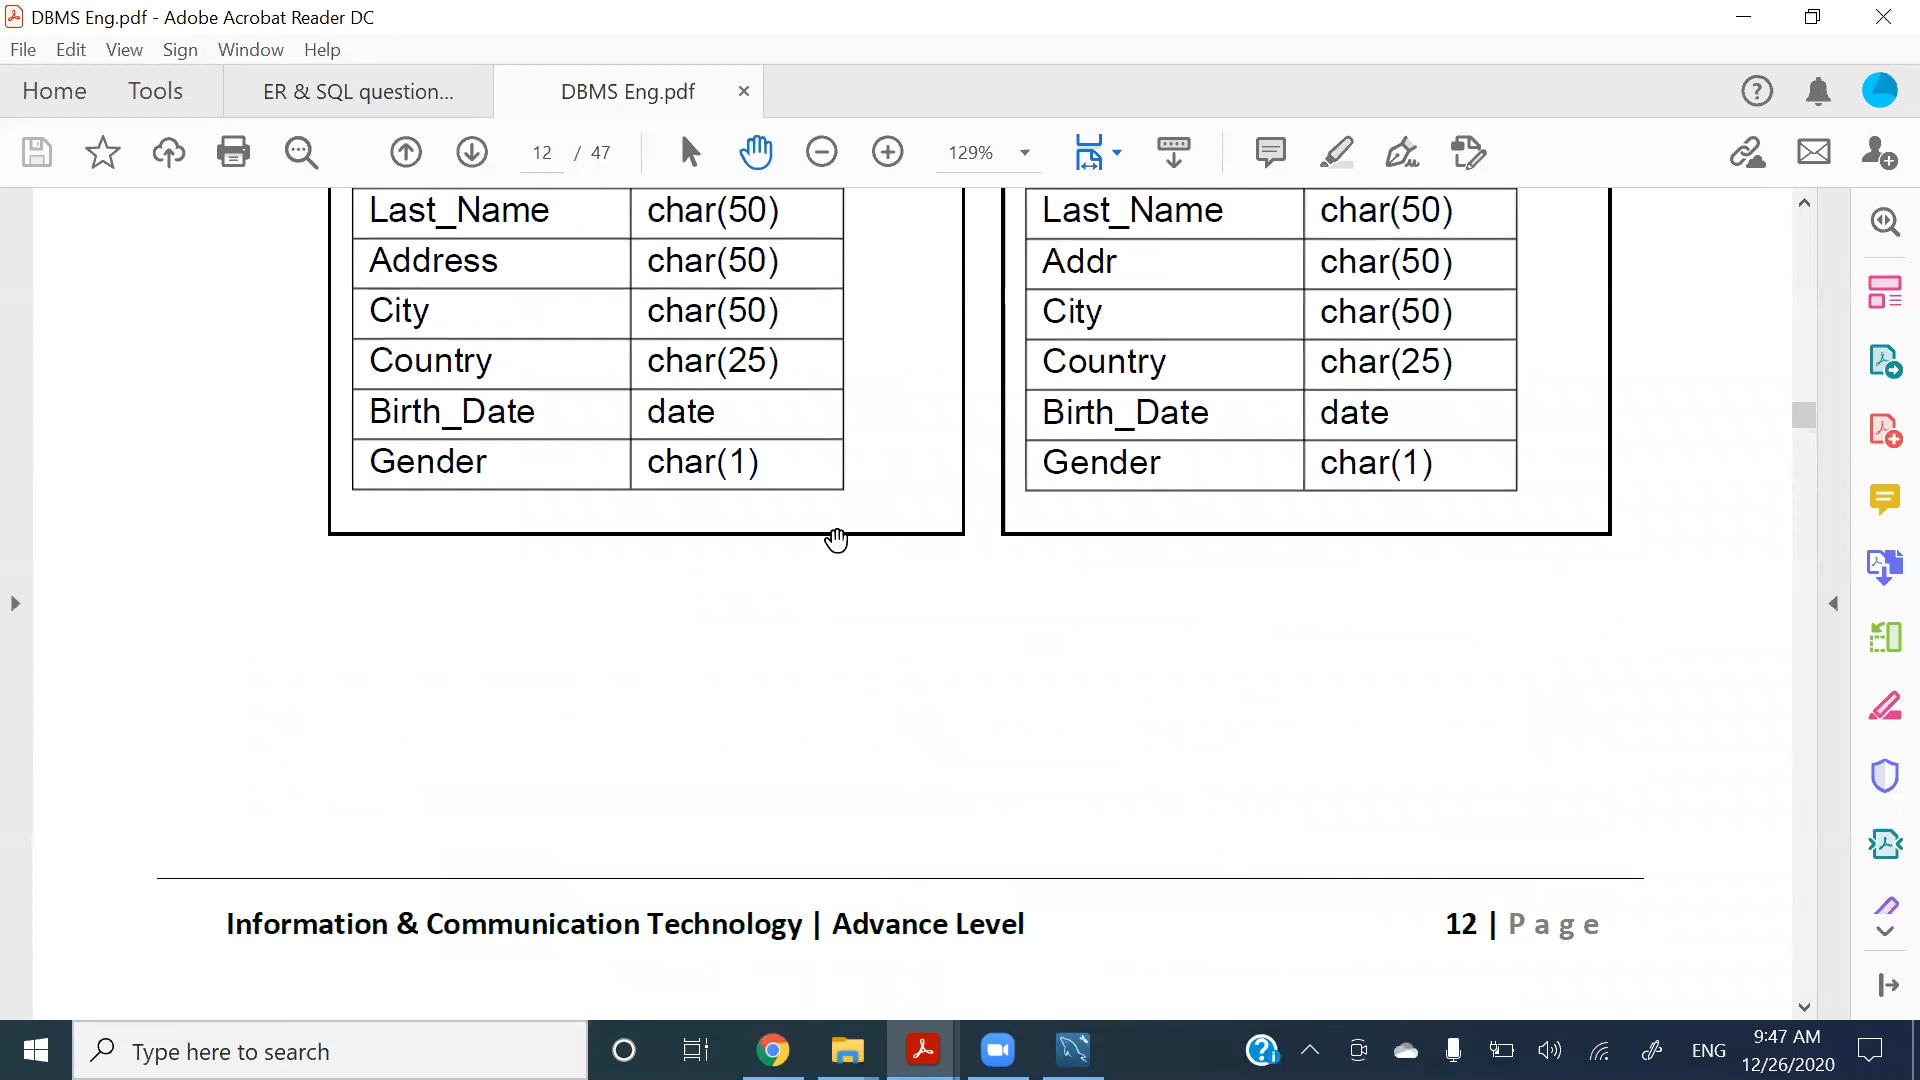 DBMS Eng.pdf - Adobe Acrobat Reader DC
File Edit View Sign Window Help
Home Tools ER & SQL question... DBMS Eng.pdf ×
12 / 47 129%
Last_Name char(50) Last_Name char(50)
Address char(50) Addr char(50)
City char(50) City char(50)
Country char(25) Country char(25)
Birth_Date date Birth_Date date
Gender char(1) Gender char(1)
Information & Communication Technology | Advance Level 12 | Page
Type here to search ENG 9:47 AM
12/26/2020